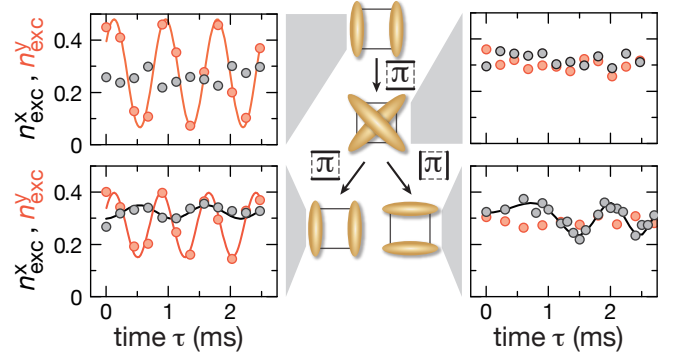 n^x_exc , n^y_exc
0.4
0.2
0
π
n^x_exc , n^y_exc
0.4
0.2
0
π
π
0
1
2
0
1
2
time τ (ms)
time τ (ms)